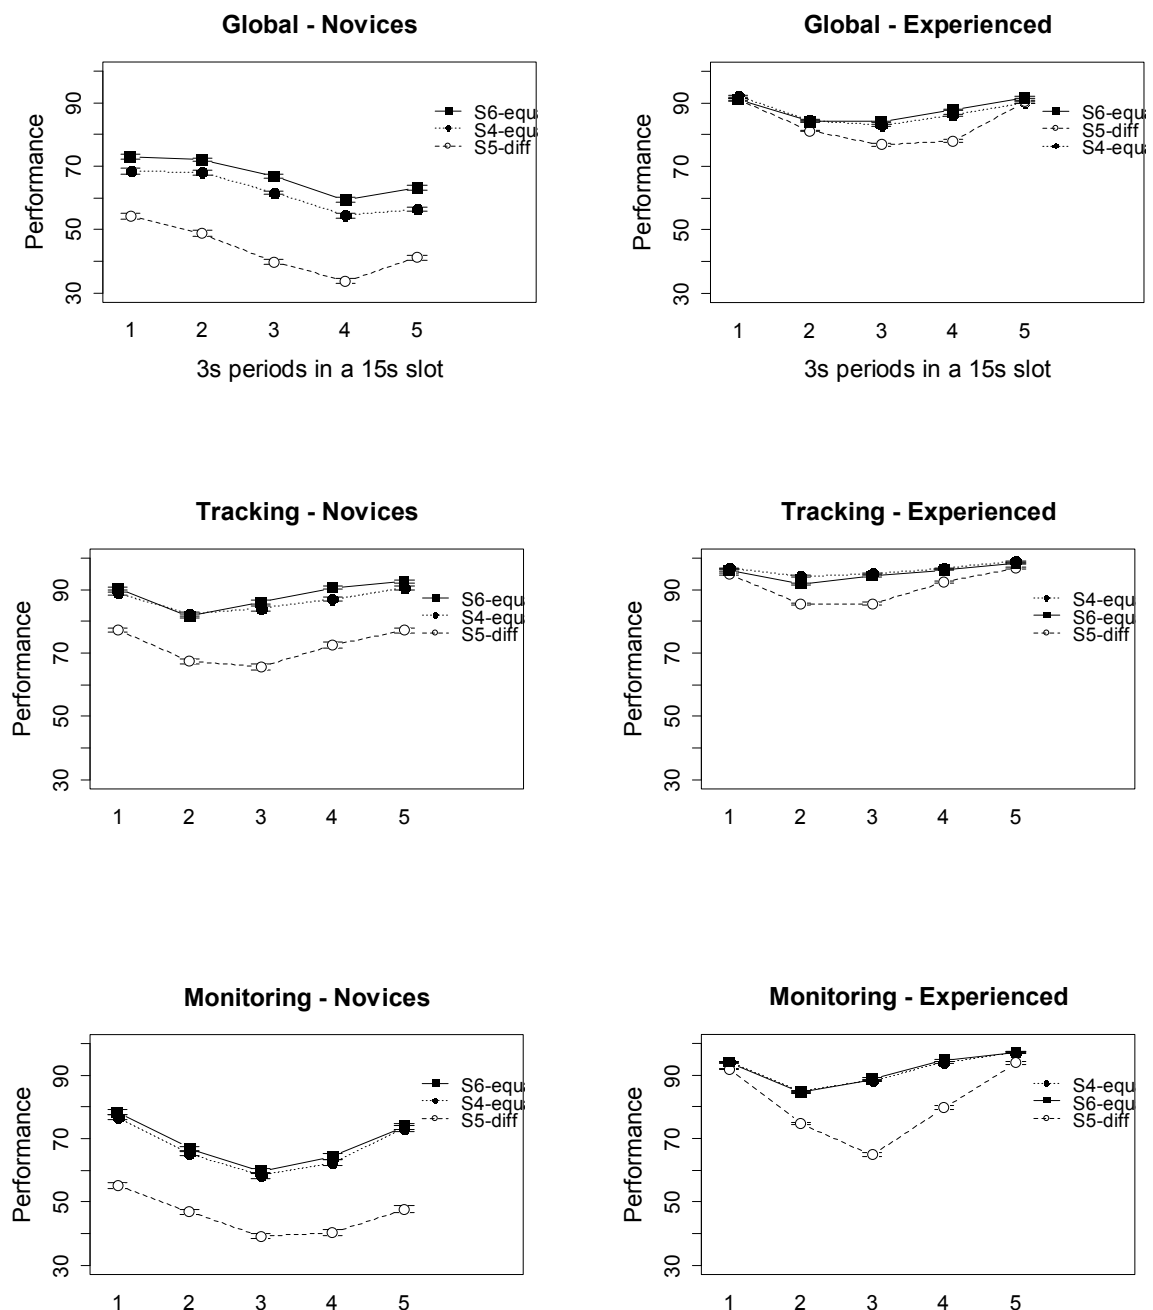 Global - Novices
Performance
90
70
50
30
S6-equ
S4-equ
S5-diff
1 2 3 4 5
3s periods in a 15s slot
Global - Experienced
Performance
90
70
50
30
S6-equ
S5-diff
S4-equ
1 2 3 4 5
3s periods in a 15s slot
Tracking - Novices
Performance
90
70
50
30
S6-equ
S4-equ
S5-diff
1 2 3 4 5
Tracking - Experienced
Performance
90
70
50
30
S4-equ
S6-equ
S5-diff
1 2 3 4 5
Monitoring - Novices
Performance
90
70
50
30
S6-equ
S4-equ
S5-diff
1 2 3 4 5
Monitoring - Experienced
Performance
90
70
50
30
S4-equ
S6-equ
S5-diff
1 2 3 4 5